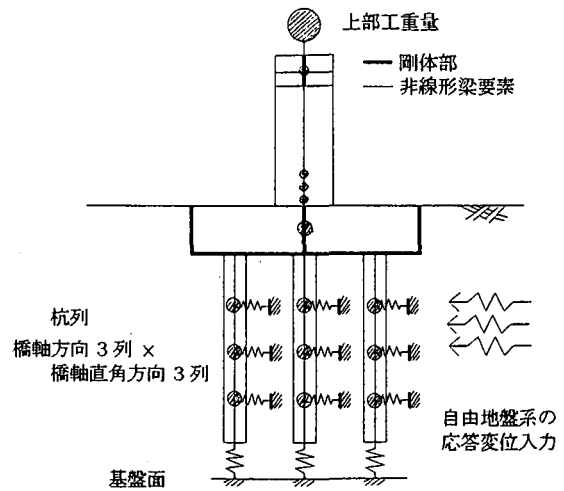 上部工重量
剛体部
非線形梁要素
杭列
橋軸方向 3 列 ×
橋軸直角方向 3 列
自由地盤系の
応答変位入力
基盤面